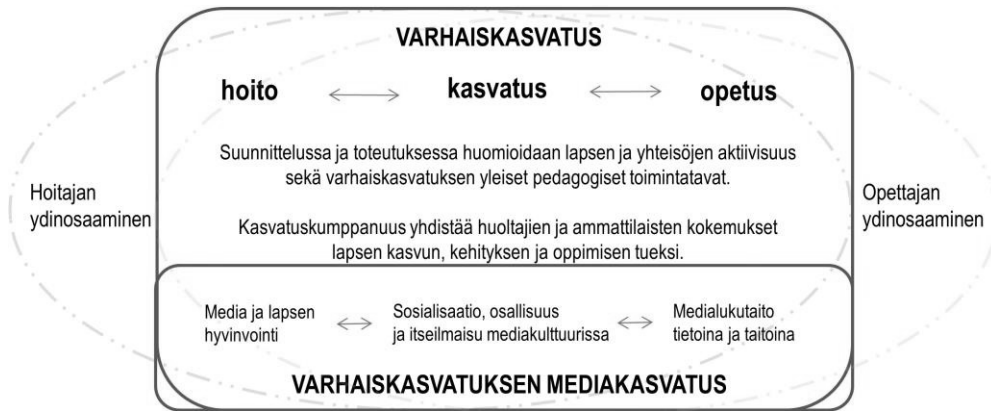 VARHAISKASVATUS
hoito kasvatus opetus
Suunnittelussa ja toteutuksessa huomioidaan lapsen ja yhteisöjen aktiivisuus
sekä varhaiskasvatuksen yleiset pedagogiset toimintatavat.
Hoitajan
ydinosaaminen
Opettajan
ydinosaaminen
Kasvatuskumppanuus yhdistää huoltajien ja ammattilaisten kokemukset
lapsen kasvun, kehityksen ja oppimisen tueksi.
Media ja lapsen
hyvinvointi
Sosialisaatio, osallisuus
ja itseilmaisu mediakulttuurissa
Medialukutaito
tietoina ja taitoina
VARHAISKASVATUKSEN MEDIAKASVATUS